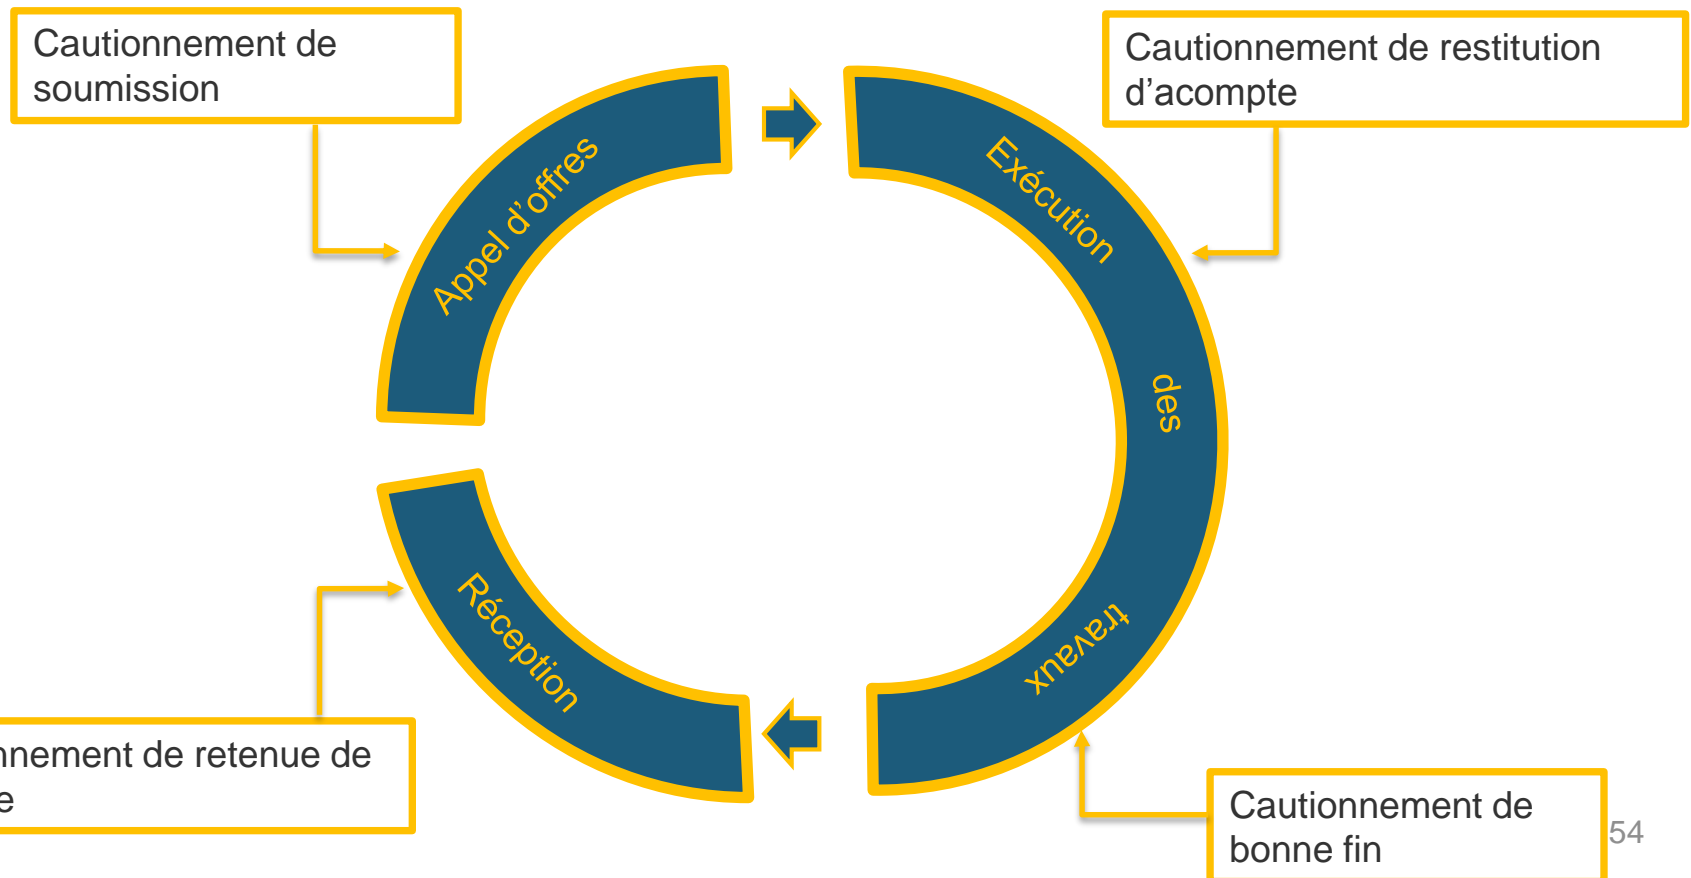 Cautionnement de
soumission
Cautionnement de restitution
d’acompte
Appel d’offres
Exécution
des
travaux
Réception
nnement de retenue de
e
Cautionnement de
bonne fin
54